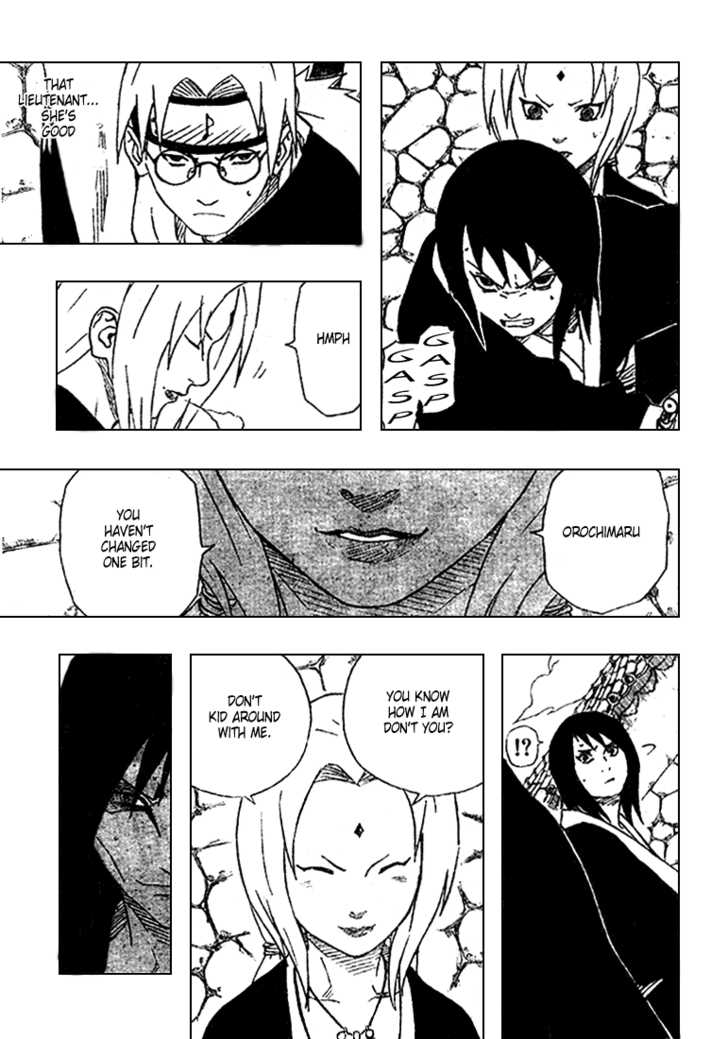 GASP
GASP
THAT
LIEUTENANT...
SHE'S
GOOD
HMPH
OROCHIMARU
YOU
HAVEN'T
CHANGED
ONE BIT.
!?
YOU KNOW
HOW I AM
DON'T YOU?
DON'T
KID AROUND
WITH ME.